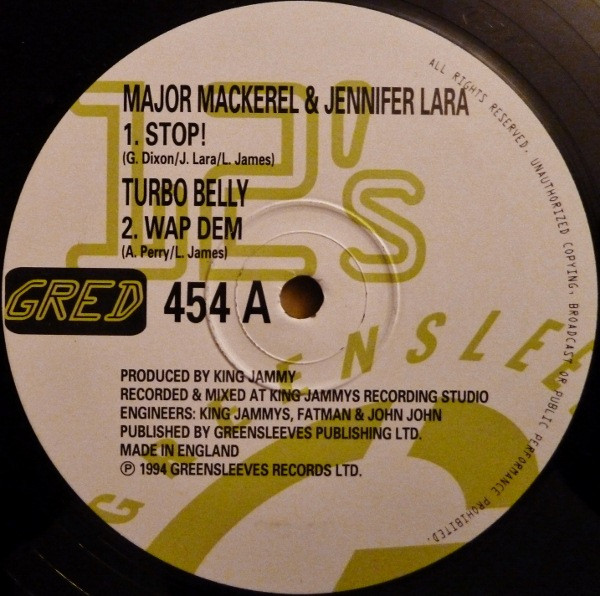 12's
MAJOR MACKEREL & JENNIFER LARA
1. STOP!
(G. Dixon/J. Lara/L. James)
TURBO BELLY
2. WAP DEM
(A. Perry/L. James)
GRED 454 A
PRODUCED BY KING JAMMY
RECORDED & MIXED AT KING JAMMYS RECORDING STUDIO
ENGINEERS: KING JAMMYS, FATMAN & JOHN JOHN
PUBLISHED BY GREENSLEEVES PUBLISHING LTD.
MADE IN ENGLAND
℗ 1994 GREENSLEEVES RECORDS LTD.
ALL RIGHTS RESERVED. UNAUTHORIZED COPYING, BROADCAST OR PUBLIC PERFORMANCE PROHIBITED.